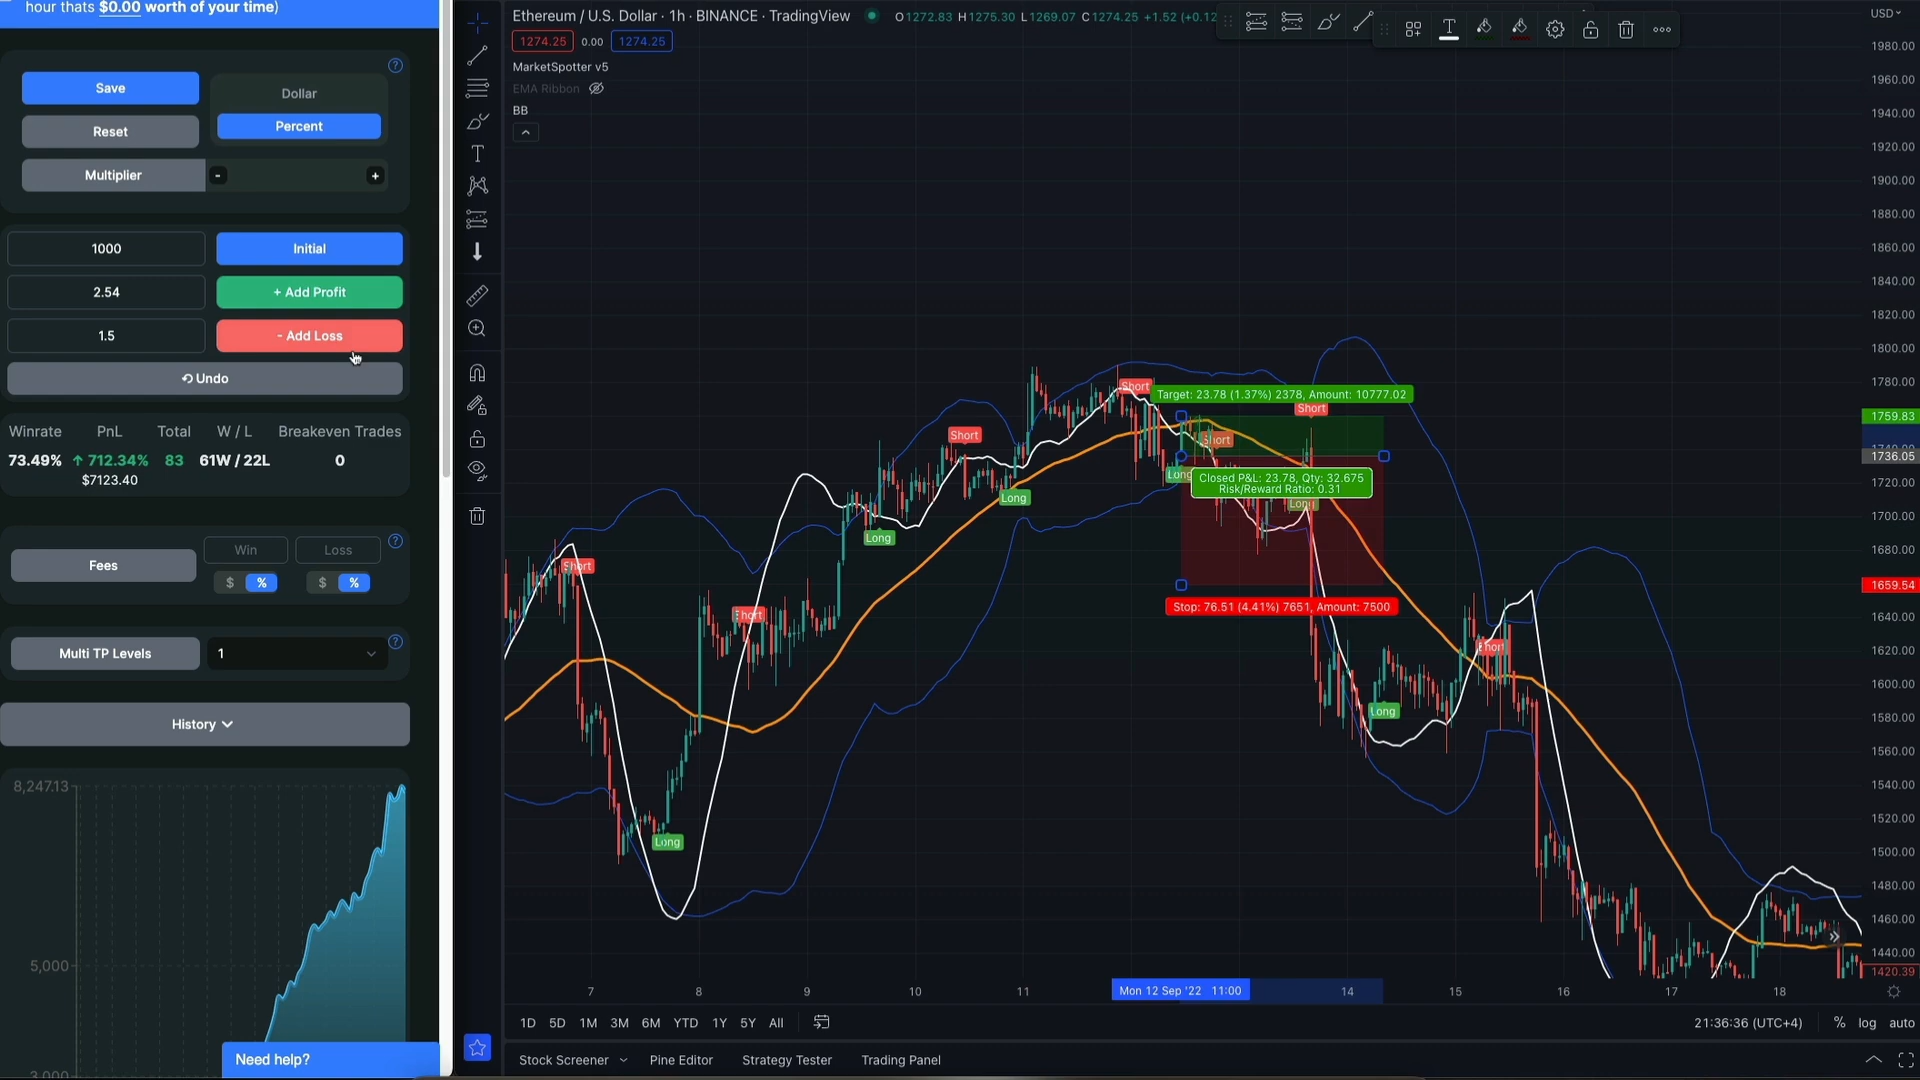 hour thats $0.00 worth of your time)
Save
Dollar
Reset
Percent
Multiplier
-
+
1000
Initial
2.54
+ Add Profit
1.5
- Add Loss
Undo
Winrate PnL Total W / L Breakeven Trades
73.49% ↑ 712.34% 83 61W / 22L 0
$7123.40
Fees
Win
Loss
$ %
$ %
Multi TP Levels
1
History
8,247.13
5,000
3,000
Need help?
Ethereum / U.S. Dollar · 1h · BINANCE · TradingView
O1272.83 H1275.30 L1269.07 C1274.25 +1.52 (+0.12
1274.25 0.00 1274.25
MarketSpotter v5
EMA Ribbon
BB
Short
Short
Long
Short
Long
Long
Short
Target: 23.78 (1.37%) 2378, Amount: 10777.02
Short
Short
Long
Closed P&L: 23.78, Qty: 32.675
Risk/Reward Ratio: 0.31
Long
Stop: 76.51 (4.41%) 7651, Amount: 7500
Long
Short
USD
1980.00
1960.00
1940.00
1920.00
1900.00
1880.00
1860.00
1840.00
1820.00
1800.00
1780.00
1759.83
1740.00
1736.05
1720.00
1700.00
1680.00
1659.54
1640.00
1620.00
1600.00
1580.00
1560.00
1540.00
1520.00
1500.00
1480.00
1460.00
1440.00
1420.39
7 8 9 10 11 Mon 12 Sep '22 11:00 14 15 16 17 18
1D 5D 1M 3M 6M YTD 1Y 5Y All
21:36:36 (UTC+4) % log auto
Stock Screener Pine Editor Strategy Tester Trading Panel